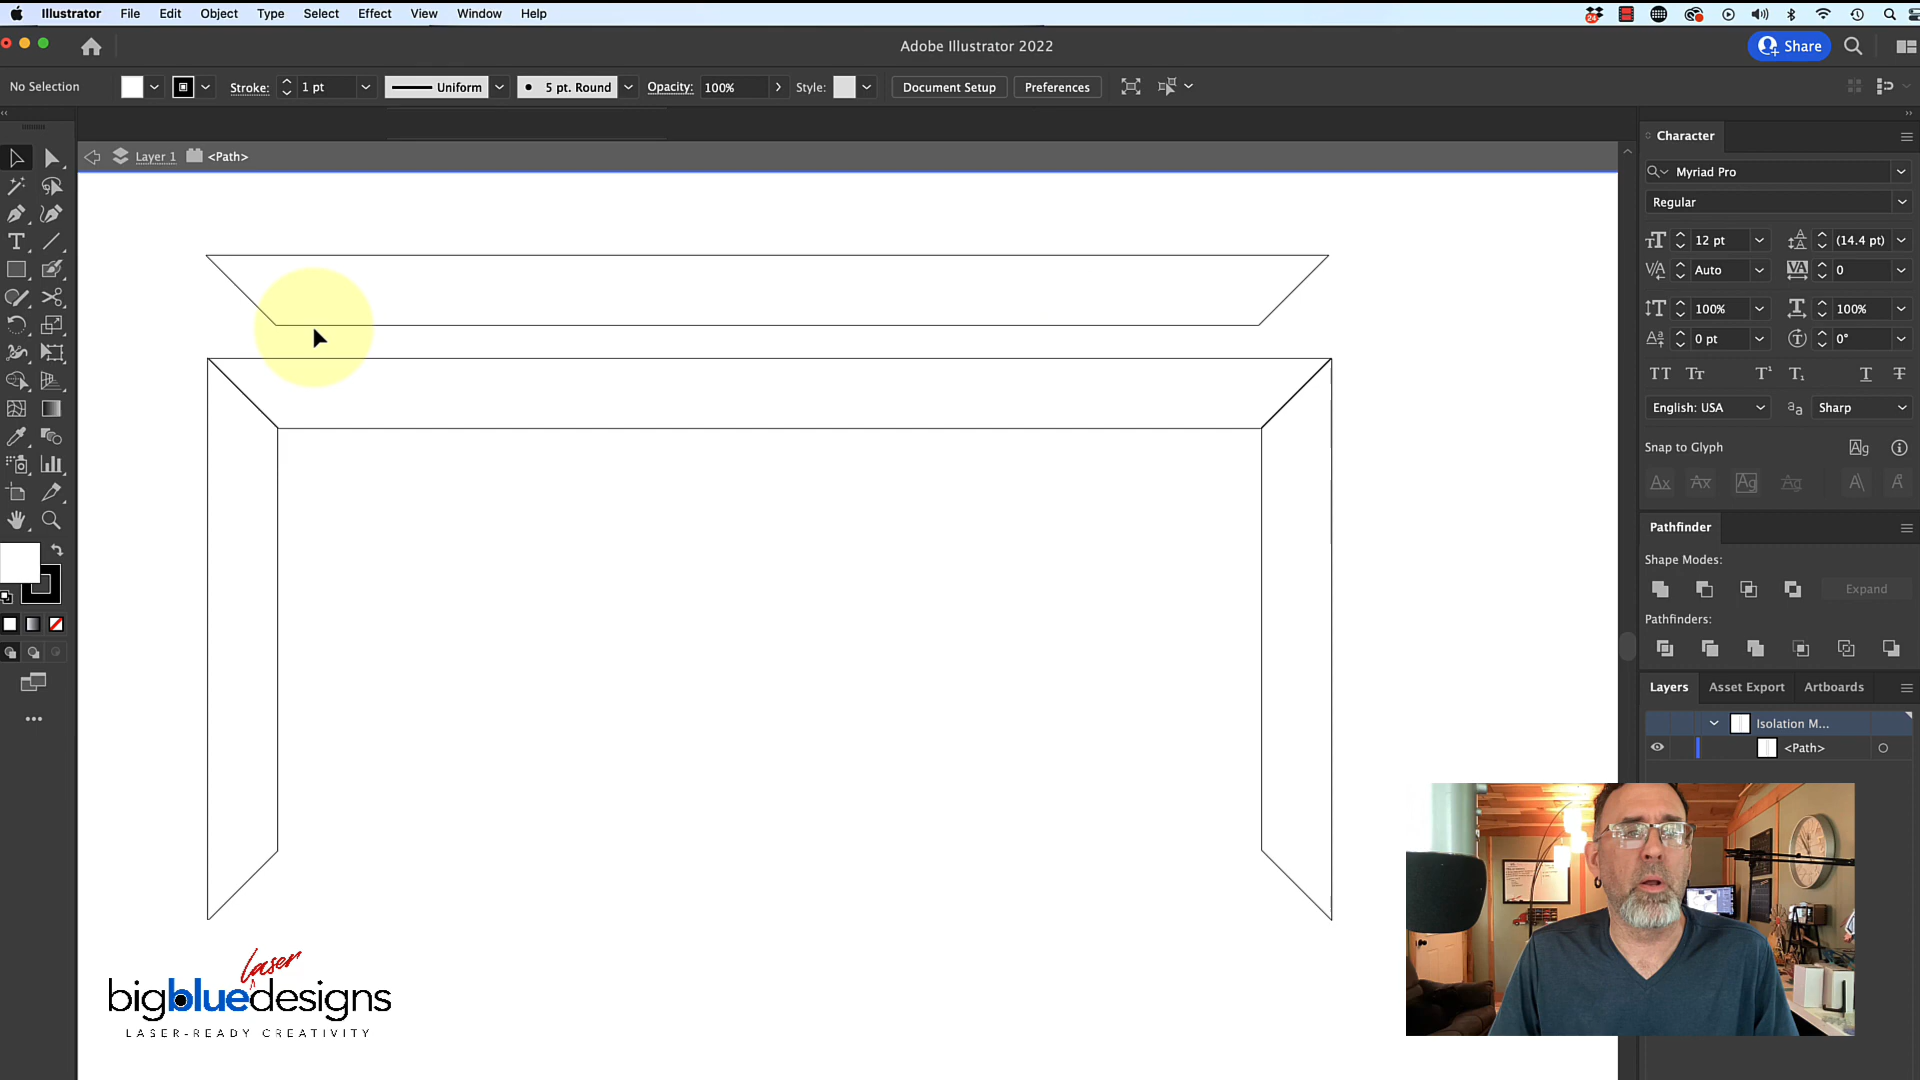 Illustrator File Edit Object Type Select Effect View Window Help
24
Adobe Illustrator 2022
Share
No Selection
Stroke: 1 pt
Uniform
5 pt. Round
Opacity: 100%
Style:
Document Setup
Preferences
Layer 1
<Path>
Character
Myriad Pro
Regular
12 pt
(14.4 pt)
Auto
0
100%
100%
0 pt
0°
English: USA
Sharp
Snap to Glyph
Pathfinder
Shape Modes:
Expand
Pathfinders:
Layers
Asset Export
Artboards
Isolation M...
<Path>
laser
bigbluedesigns
LASER-READY CREATIVITY